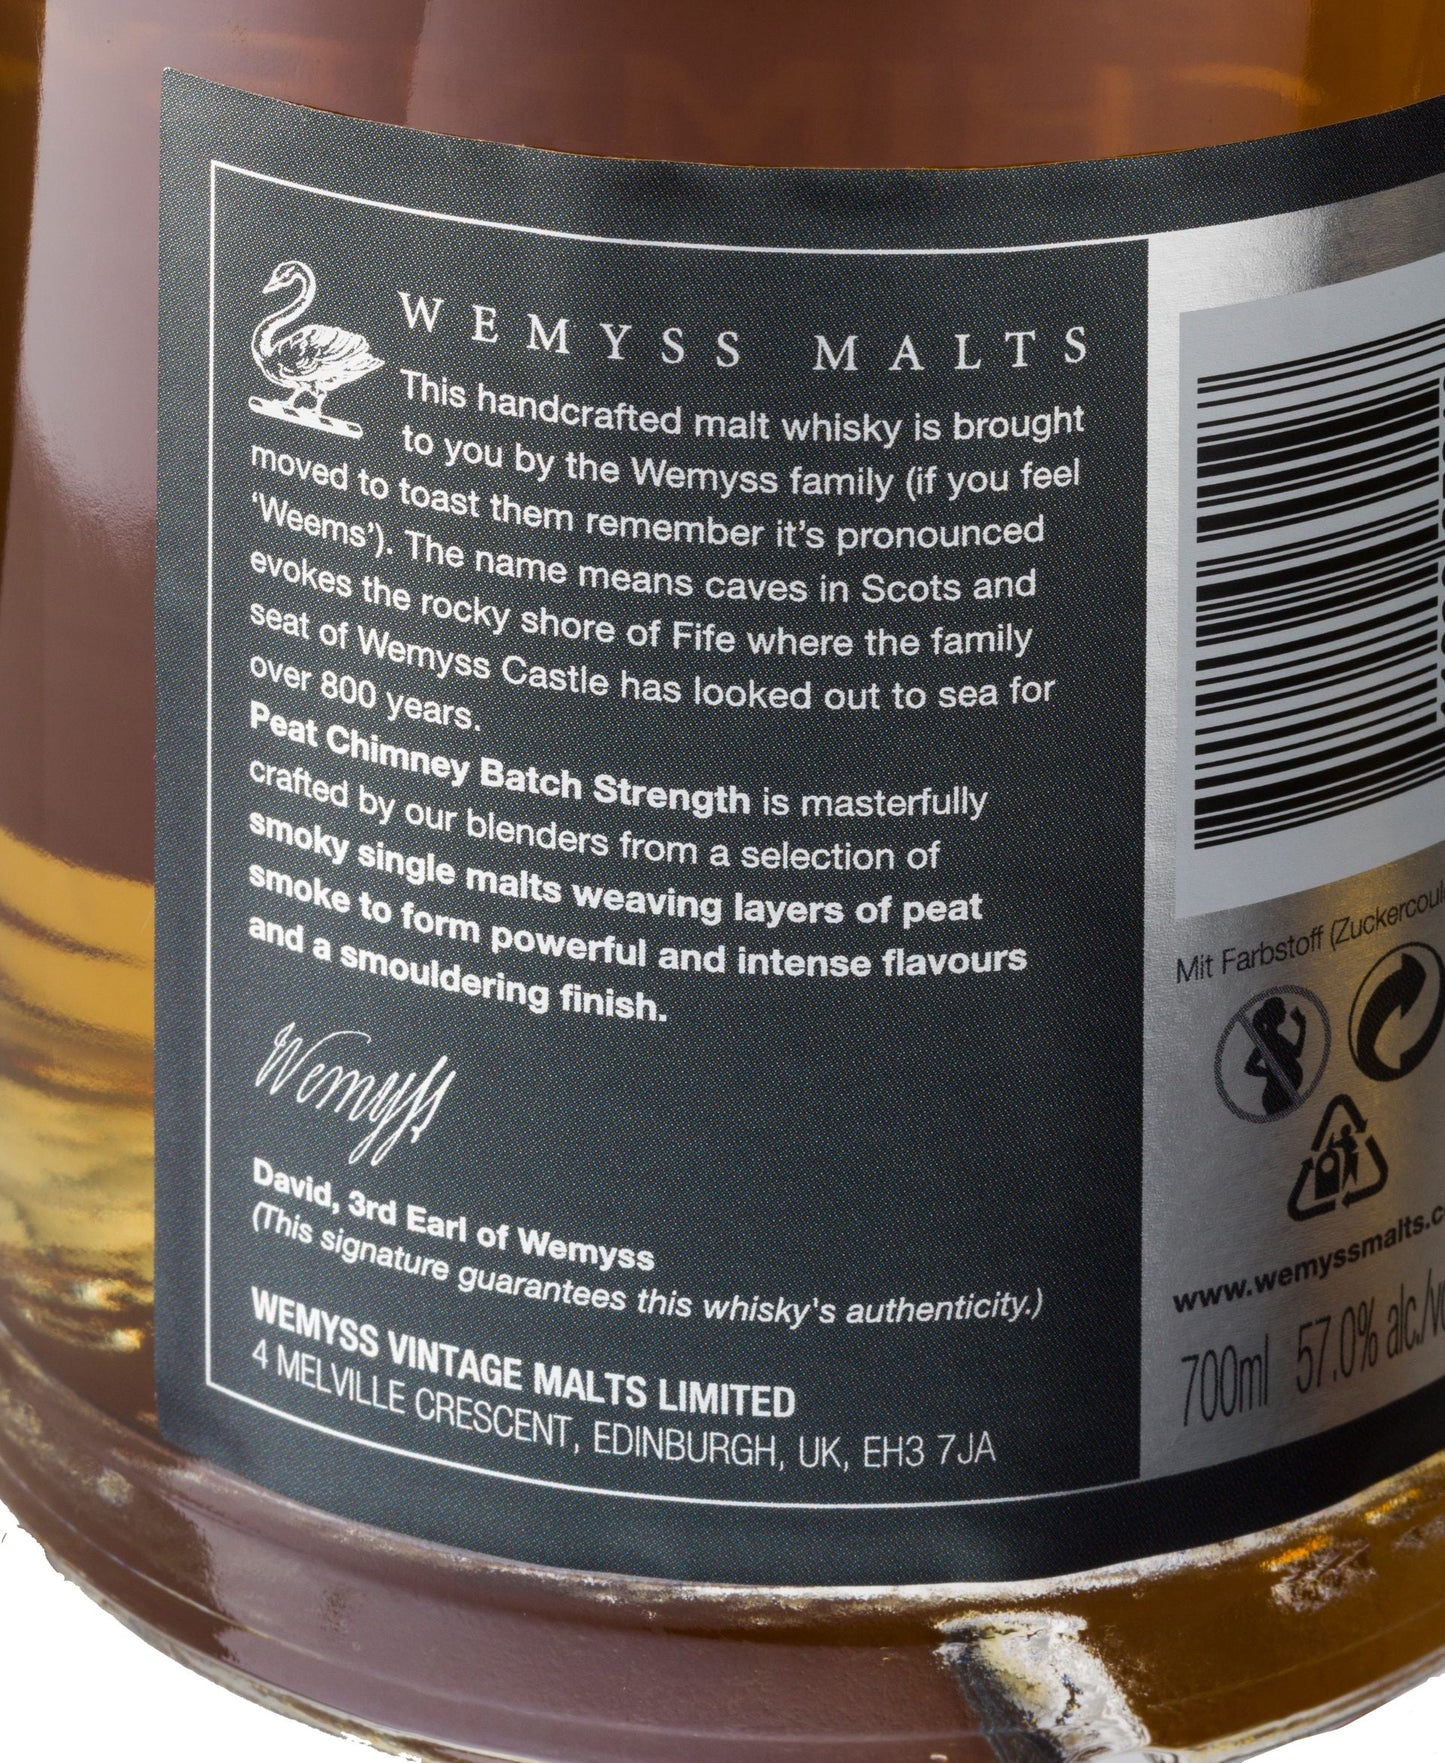 WEMYSS MALTS
This handcrafted malt whisky is brought
to you by the Wemyss family (if you feel
moved to toast them remember it's pronounced
‘Weems’). The name means caves in Scots and
evokes the rocky shore of Fife where the family
seat of Wemyss Castle has looked out to sea for
over 800 years.
Peat Chimney Batch Strength is masterfully
crafted by our blenders from a selection of
smoky single malts weaving layers of peat
smoke to form powerful and intense flavours
and a smouldering finish.
Wemyss
David, 3rd Earl of Wemyss
(This signature guarantees this whisky's authenticity.)
WEMYSS VINTAGE MALTS LIMITED
4 MELVILLE CRESCENT, EDINBURGH, UK, EH3 7JA
Mit Farbstoff
700ml 57.0%